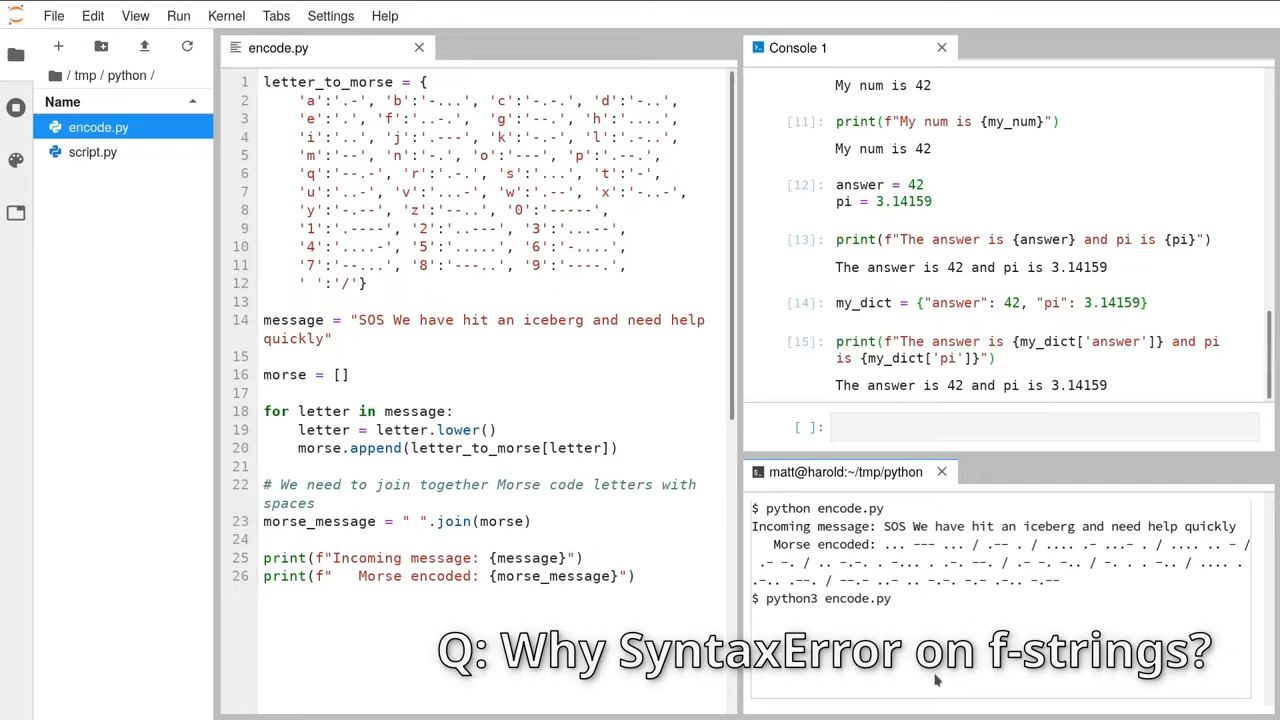 File Edit View Run Kernel Tabs Settings Help
/ tmp / python /
Name
encode.py
script.py
encode.py
1 letter_to_morse = {
2     'a':'.-', 'b':'-...', 'c':'-.-.', 'd':'-..',
3     'e':'.', 'f':'..-.', 'g':'--.', 'h':'....',
4     'i':'..', 'j':'.---', 'k':'-.-', 'l':'.-..',
5     'm':'--', 'n':'-.', 'o':'---', 'p':'.--.',
6     'q':'--.-', 'r':'.-.', 's':'...', 't':'-',
7     'u':'..-', 'v':'...-', 'w':'.--', 'x':'-..-',
8     'y':'-.--', 'z':'--..', '0':'-----',
9     '1':'.----', '2':'..---', '3':'...--',
10     '4':'....-', '5':'.....', '6':'-....',
11     '7':'--...', '8':'---..', '9':'----.',
12     ' ':'/'}
13
14 message = "SOS We have hit an iceberg and need help
quickly"
15
16 morse = []
17
18 for letter in message:
19     letter = letter.lower()
20     morse.append(letter_to_morse[letter])
21
22 # We need to join together Morse code letters with
spaces
23 morse_message = " ".join(morse)
24
25 print(f"Incoming message: {message}")
26 print(f"   Morse encoded: {morse_message}")
Console 1
My num is 42
[11]: print(f"My num is {my_num}")
My num is 42
[12]: answer = 42
pi = 3.14159
[13]: print(f"The answer is {answer} and pi is {pi}")
The answer is 42 and pi is 3.14159
[14]: my_dict = {"answer": 42, "pi": 3.14159}
[15]: print(f"The answer is {my_dict['answer']} and pi
is {my_dict['pi']}")
The answer is 42 and pi is 3.14159
[ ]:
matt@harold:~/tmp/python
$ python encode.py
Incoming message: SOS We have hit an iceberg and need help quickly
   Morse encoded: ... --- ... / .-- . / .... .- ...- . / .... .. - /
 .- -. / .. -.-. . -... . .-. --. / .- -. -.. / -. . . -.. / .... .
.-.. .--. / --.- ..- .. -.-. -.- .-.. -.--
$ python3 encode.py
Q: Why SyntaxError on f-strings?